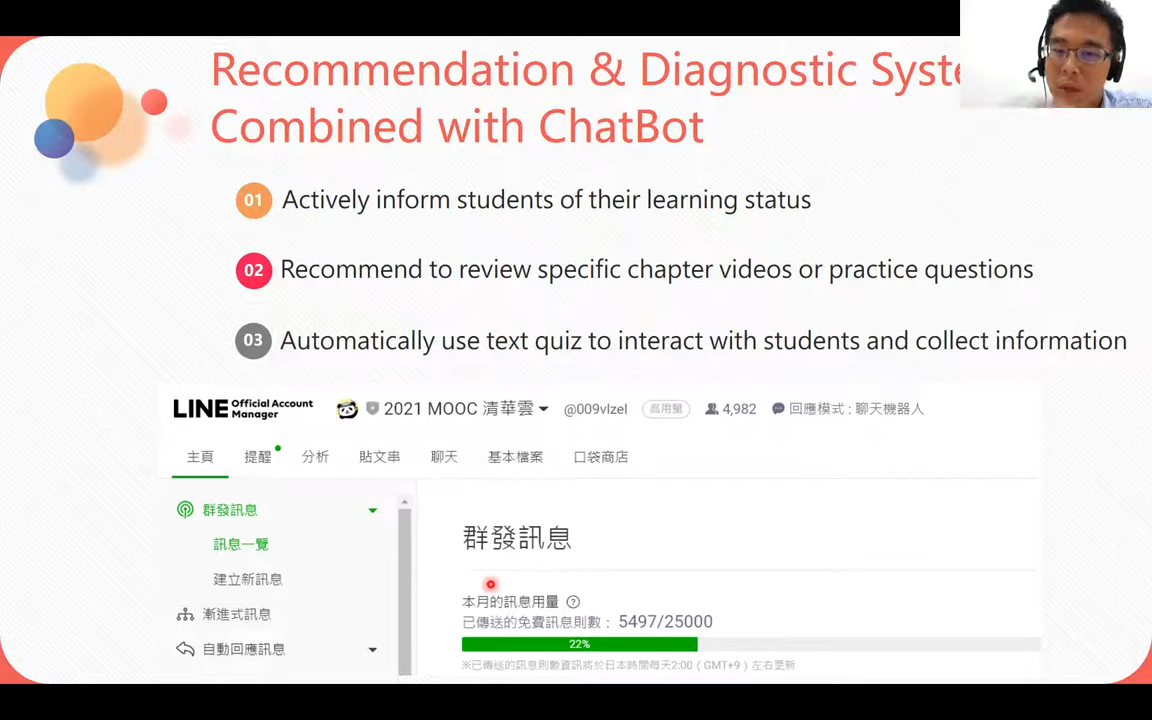 Recommendation & Diagnostic Syste
Combined with ChatBot
01 Actively inform students of their learning status
02 Recommend to review specific chapter videos or practice questions
03 Automatically use text quiz to interact with students and collect information
LINE Official Account Manager 2021 MOOC 清華雲 @009vlzel 高用量 4,982 回應模式 : 聊天機器人
主頁 提醒 分析 貼文串 聊天 基本檔案 口袋商店
群發訊息
訊息一覽
建立新訊息
漸進式訊息
自動回應訊息
群發訊息
本月的訊息用量 ?
已傳送的免費訊息則數： 5497/25000
22%
※已傳送的訊息則數資訊將於日本時間每天2:00（GMT+9）左右更新